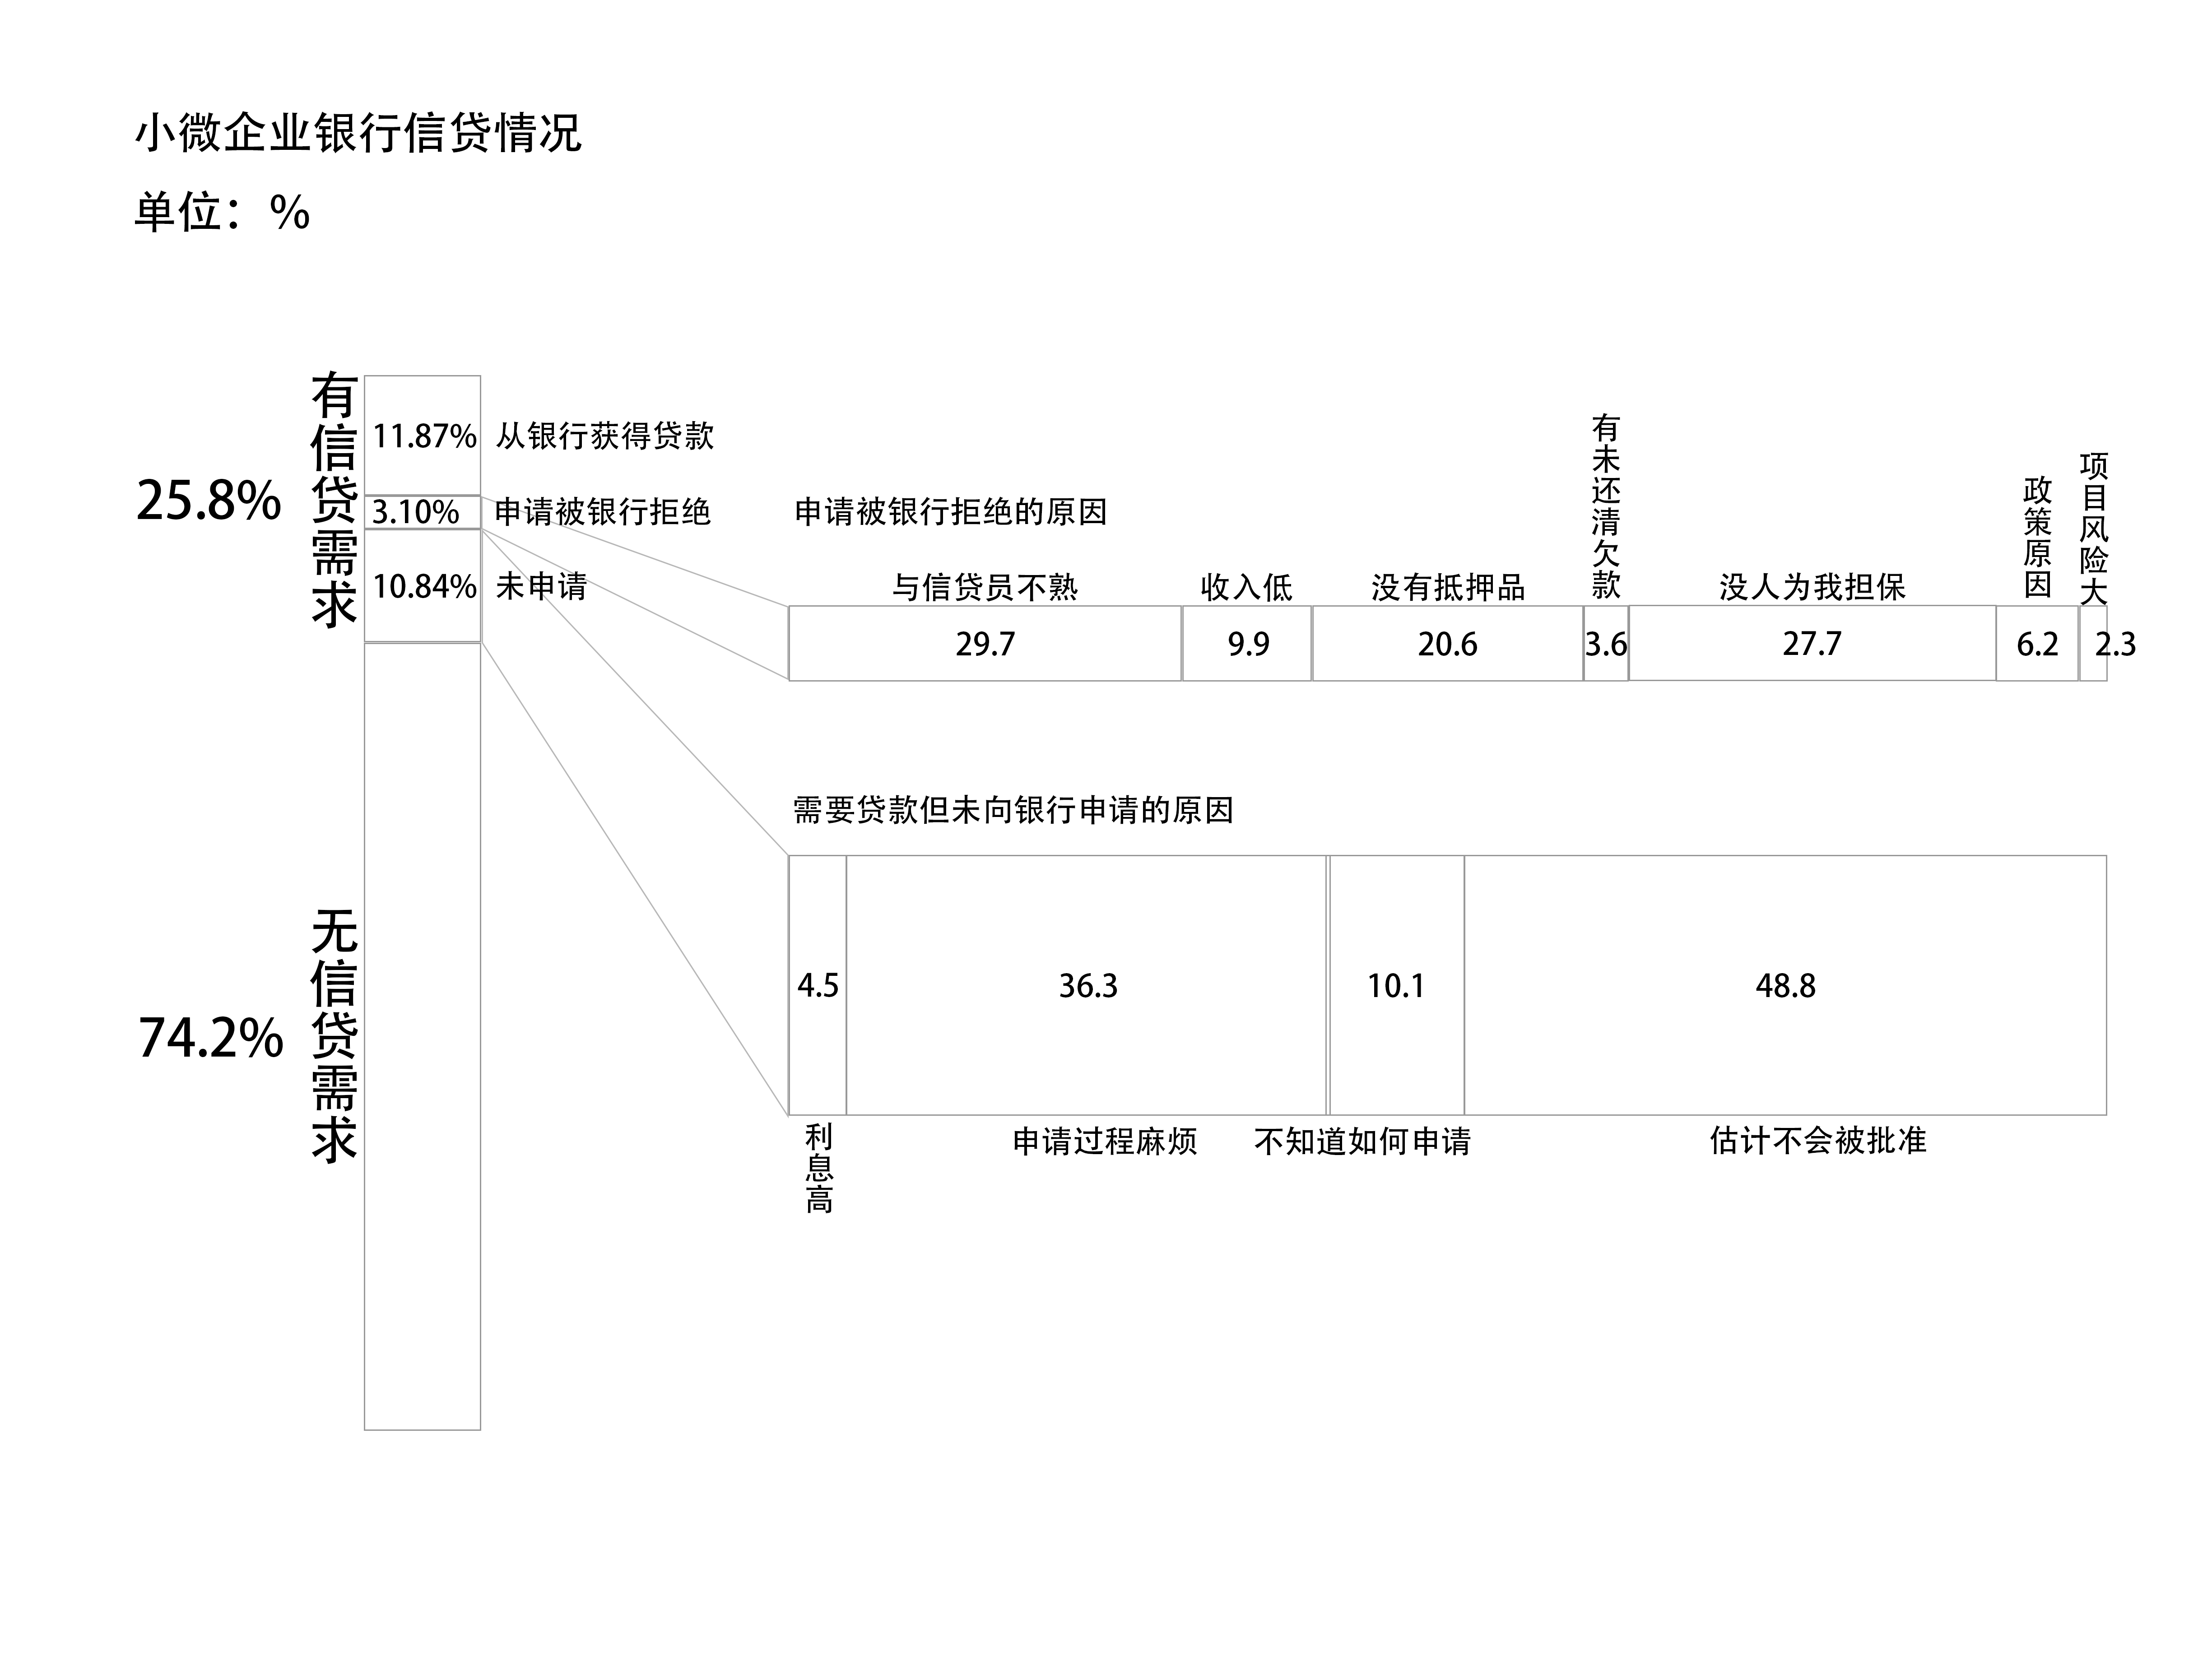 小微企业银行信贷情况
单位：%
25.8%
有信贷需求
11.87%
从银行获得贷款
3.10%
申请被银行拒绝
10.84%
未申请
74.2%
无信贷需求
申请被银行拒绝的原因
与信贷员不熟
收入低
没有抵押品
有未还清欠款
没人为我担保
政策原因
项目风险大
29.7
9.9
20.6
3.6
27.7
6.2
2.3
需要贷款但未向银行申请的原因
4.5
36.3
10.1
48.8
利息高
申请过程麻烦
不知道如何申请
估计不会被批准